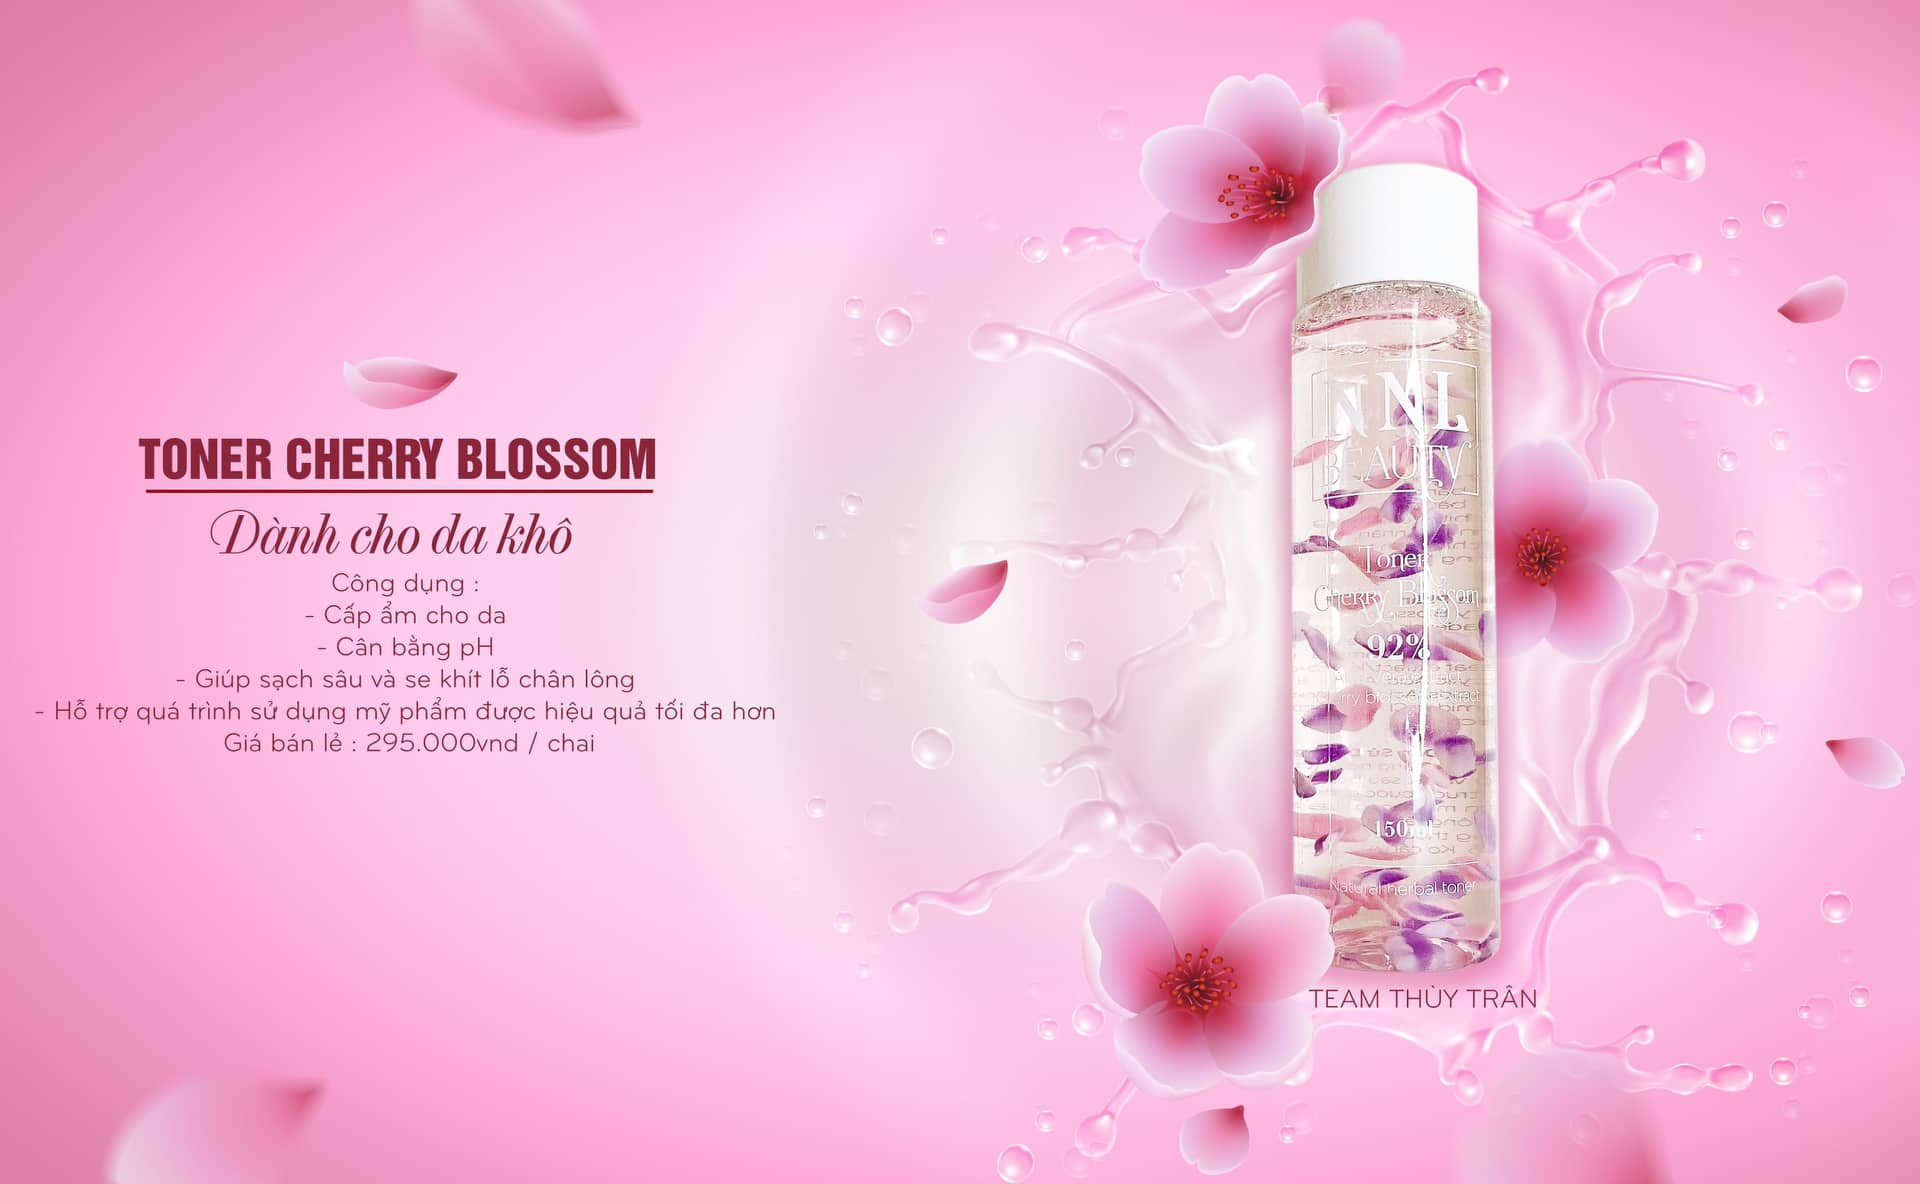 TONER CHERRY BLOSSOM
Dành cho da khô
Công dụng :
- Cấp ẩm cho da
- Cân bằng pH
- Giúp sạch sâu và se khít lỗ chân lông
- Hỗ trợ quá trình sử dụng mỹ phẩm được hiệu quả tối đa hơn
Giá bán lẻ : 295.000vnd / chai
NNL
BEAUTY
Toner
Cherry Blossom
92%
150ml
Natural herbal toner
TEAM THÙY TRÂN